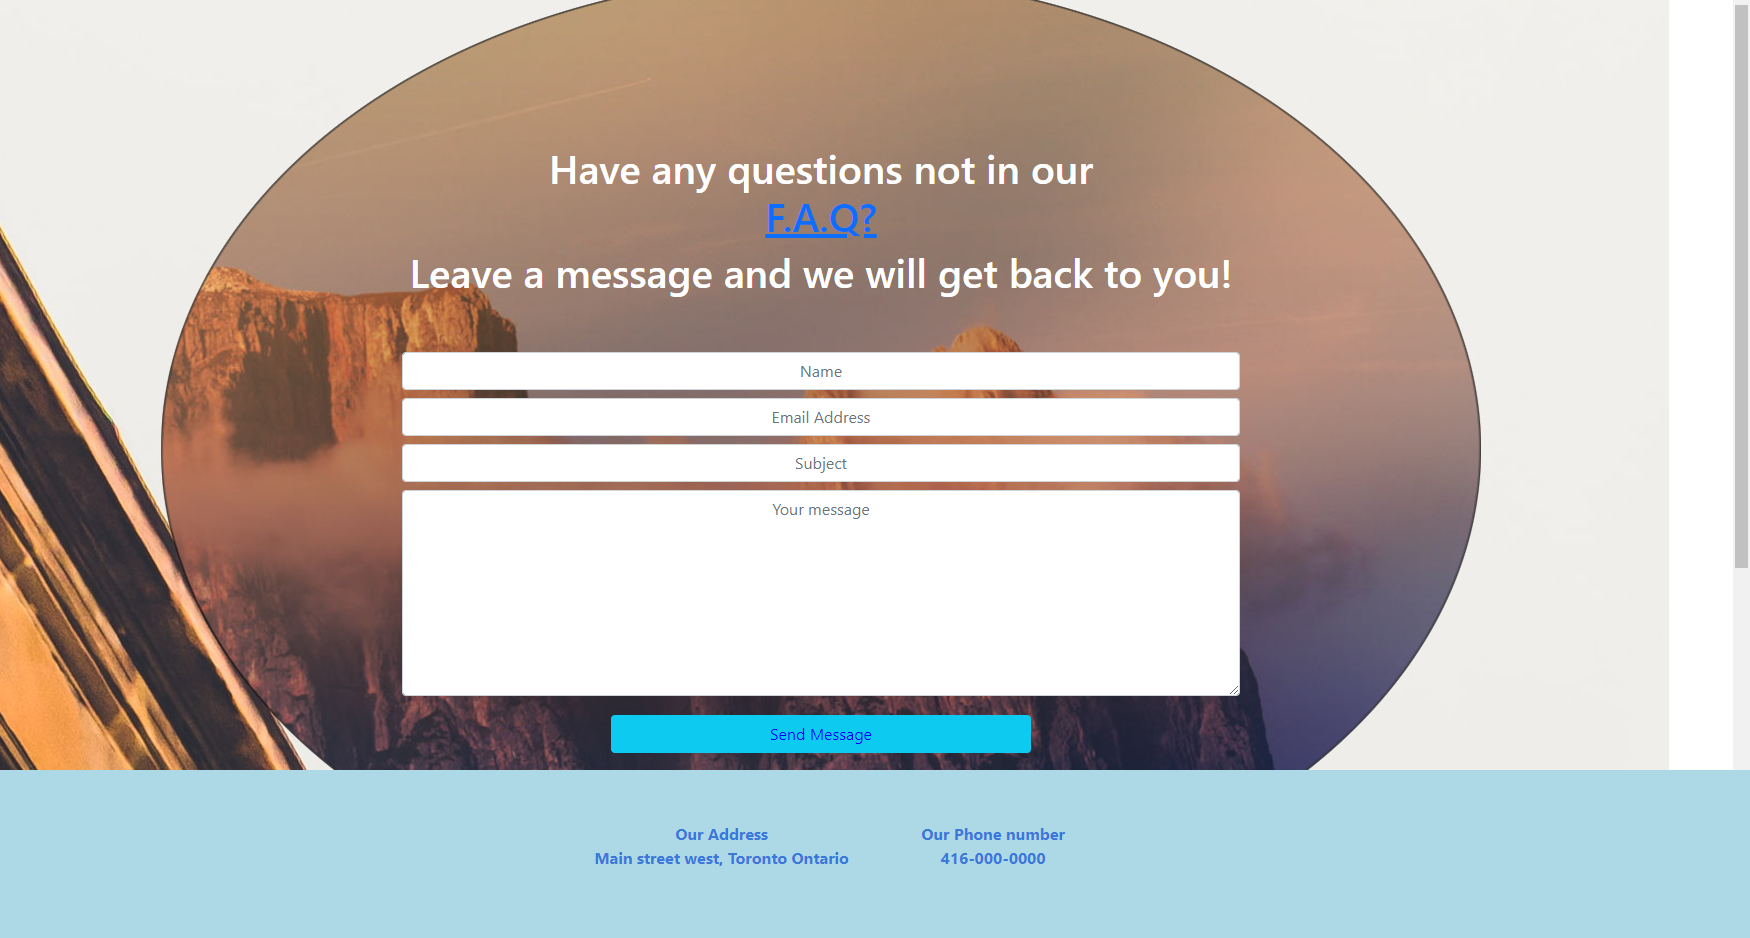 Have any questions not in our
F.A.Q?
Leave a message and we will get back to you!
Name
Email Address
Subject
Your message
Send Message
Our Address
Main street west, Toronto Ontario
Our Phone number
416-000-0000